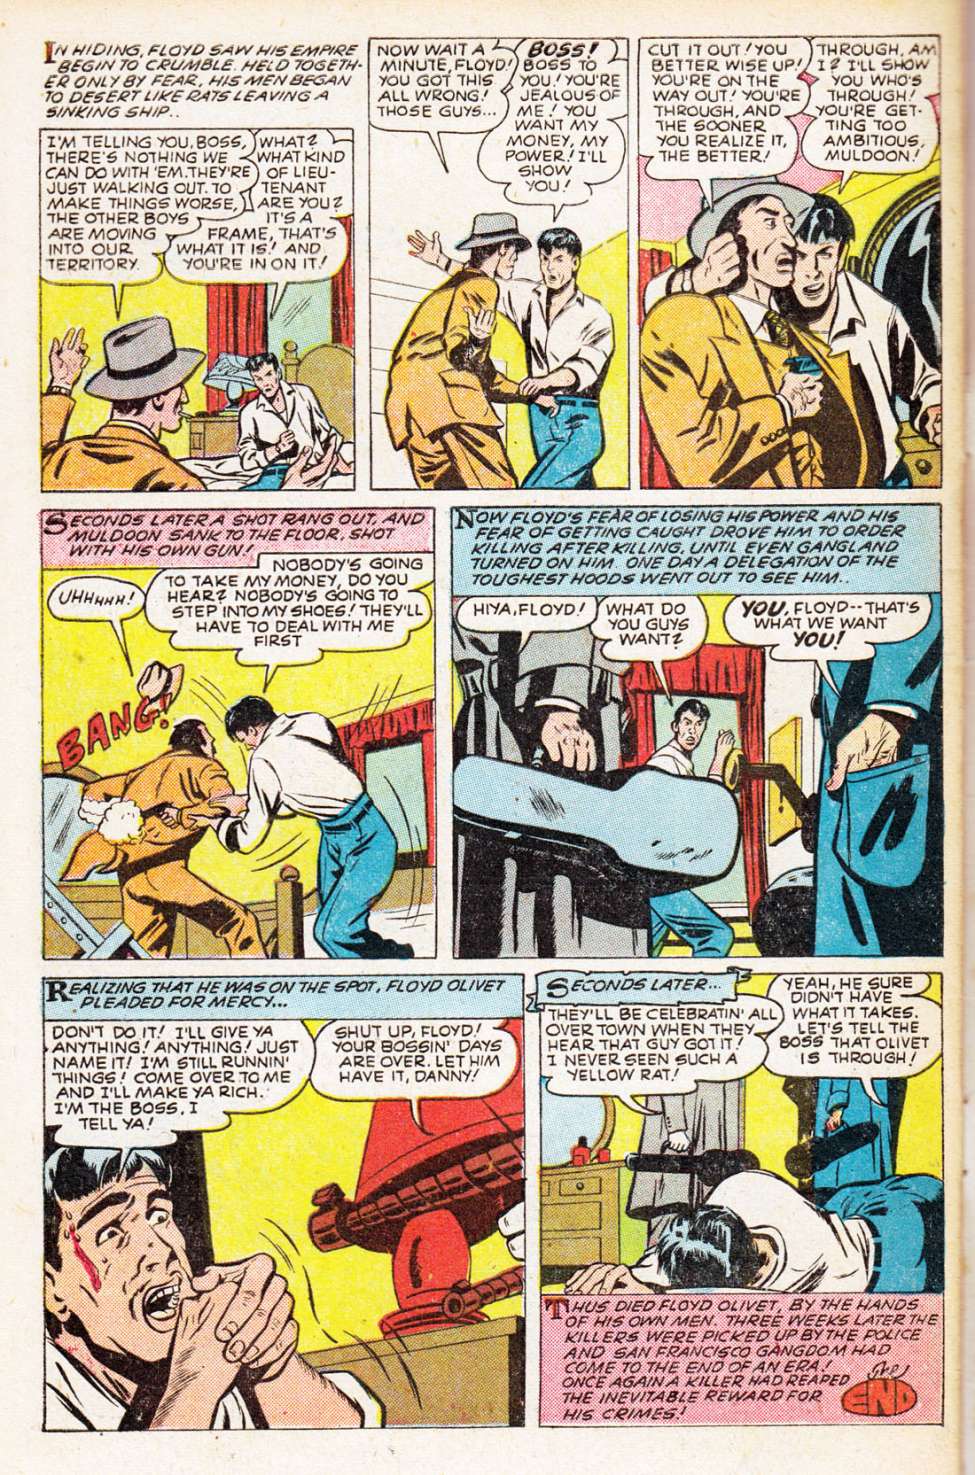 IN HIDING, FLOYD SAW HIS EMPIRE
BEGIN TO CRUMBLE. HELD TOGETH-
ER ONLY BY FEAR, HIS MEN BEGAN
TO DESERT LIKE RATS LEAVING A
SINKING SHIP..
I'M TELLING YOU, BOSS,
THERE'S NOTHING WE
CAN DO WITH 'EM. THEY'RE
JUST WALKING OUT. TO
MAKE THINGS WORSE,
THE OTHER BOYS
ARE MOVING
INTO OUR
TERRITORY.
WHAT?
WHAT KIND
OF LIEU-
TENANT
ARE YOU?
IT'S A
FRAME, THAT'S
WHAT IT IS! AND
YOU'RE IN ON IT!
NOW WAIT A
MINUTE, FLOYD!
YOU GOT THIS
ALL WRONG!
THOSE GUYS...
BOSS!
BOSS TO
YOU! YOU'RE
JEALOUS OF
ME! YOU
WANT MY
MONEY, MY
POWER! I'LL
SHOW
YOU!
CUT IT OUT! YOU
BETTER WISE UP!
YOU'RE ON THE
WAY OUT! YOU'RE
THROUGH, AND
THE SOONER
YOU REALIZE IT,
THE BETTER!
THROUGH, AM
I? I'LL SHOW
YOU WHO'S
THROUGH!
YOU'RE GET-
TING TOO
AMBITIOUS,
MULDOON!
SECONDS LATER A SHOT RANG OUT, AND
MULDOON SANK TO THE FLOOR, SHOT
WITH HIS OWN GUN!
UHHHHH!
NOBODY'S GOING
TO TAKE MY MONEY, DO YOU
HEAR? NOBODY'S GOING TO
STEP INTO MY SHOES! THEY'LL
HAVE TO DEAL WITH ME
FIRST
BANG!
NOW FLOYD'S FEAR OF LOSING HIS POWER AND HIS
FEAR OF GETTING CAUGHT DROVE HIM TO ORDER
KILLING AFTER KILLING, UNTIL EVEN GANGLAND
TURNED ON HIM. ONE DAY A DELEGATION OF THE
TOUGHEST HOODS WENT OUT TO SEE HIM..
HIYA, FLOYD!
WHAT DO
YOU GUYS
WANT?
YOU, FLOYD--THAT'S
WHAT WE WANT
YOU!
REALIZING THAT HE WAS ON THE SPOT, FLOYD OLIVET
PLEADED FOR MERCY...
DON'T DO IT! I'LL GIVE YA
ANYTHING! ANYTHING! JUST
NAME IT! I'M STILL RUNNIN'
THINGS! COME OVER TO ME
AND I'LL MAKE YA RICH.
I'M THE BOSS, I
TELL YA!
SHUT UP, FLOYD!
YOUR BOSSIN' DAYS
ARE OVER. LET HIM
HAVE IT, DANNY!
SECONDS LATER...
THEY'LL BE CELEBRATIN' ALL
OVER TOWN WHEN THEY
HEAR THAT GUY GOT IT!
I NEVER SEEN SUCH A
YELLOW RAT!
YEAH, HE SURE
DIDN'T HAVE
WHAT IT TAKES.
LET'S TELL THE
BOSS THAT OLIVET
IS THROUGH!
THUS DIED FLOYD OLIVET, BY THE HANDS
OF HIS OWN MEN. THREE WEEKS LATER THE
KILLERS WERE PICKED UP BY THE POLICE
AND SAN FRANCISCO GANGDOM HAD
COME TO THE END OF AN ERA!
ONCE AGAIN A KILLER HAD REAPED
THE INEVITABLE REWARD FOR
HIS CRIMES!
THE
END